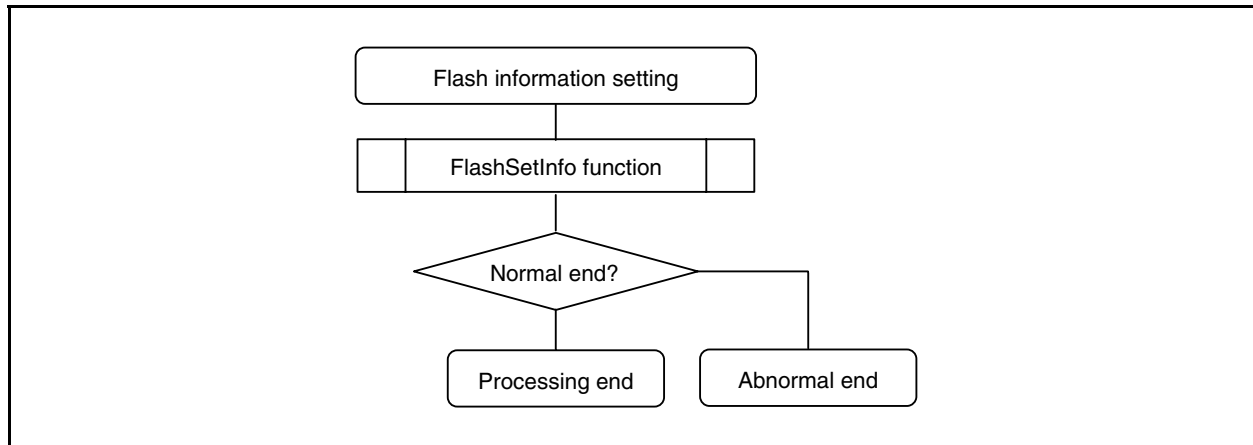 Flash information setting
FlashSetInfo function
Normal end?
Processing end
Abnormal end